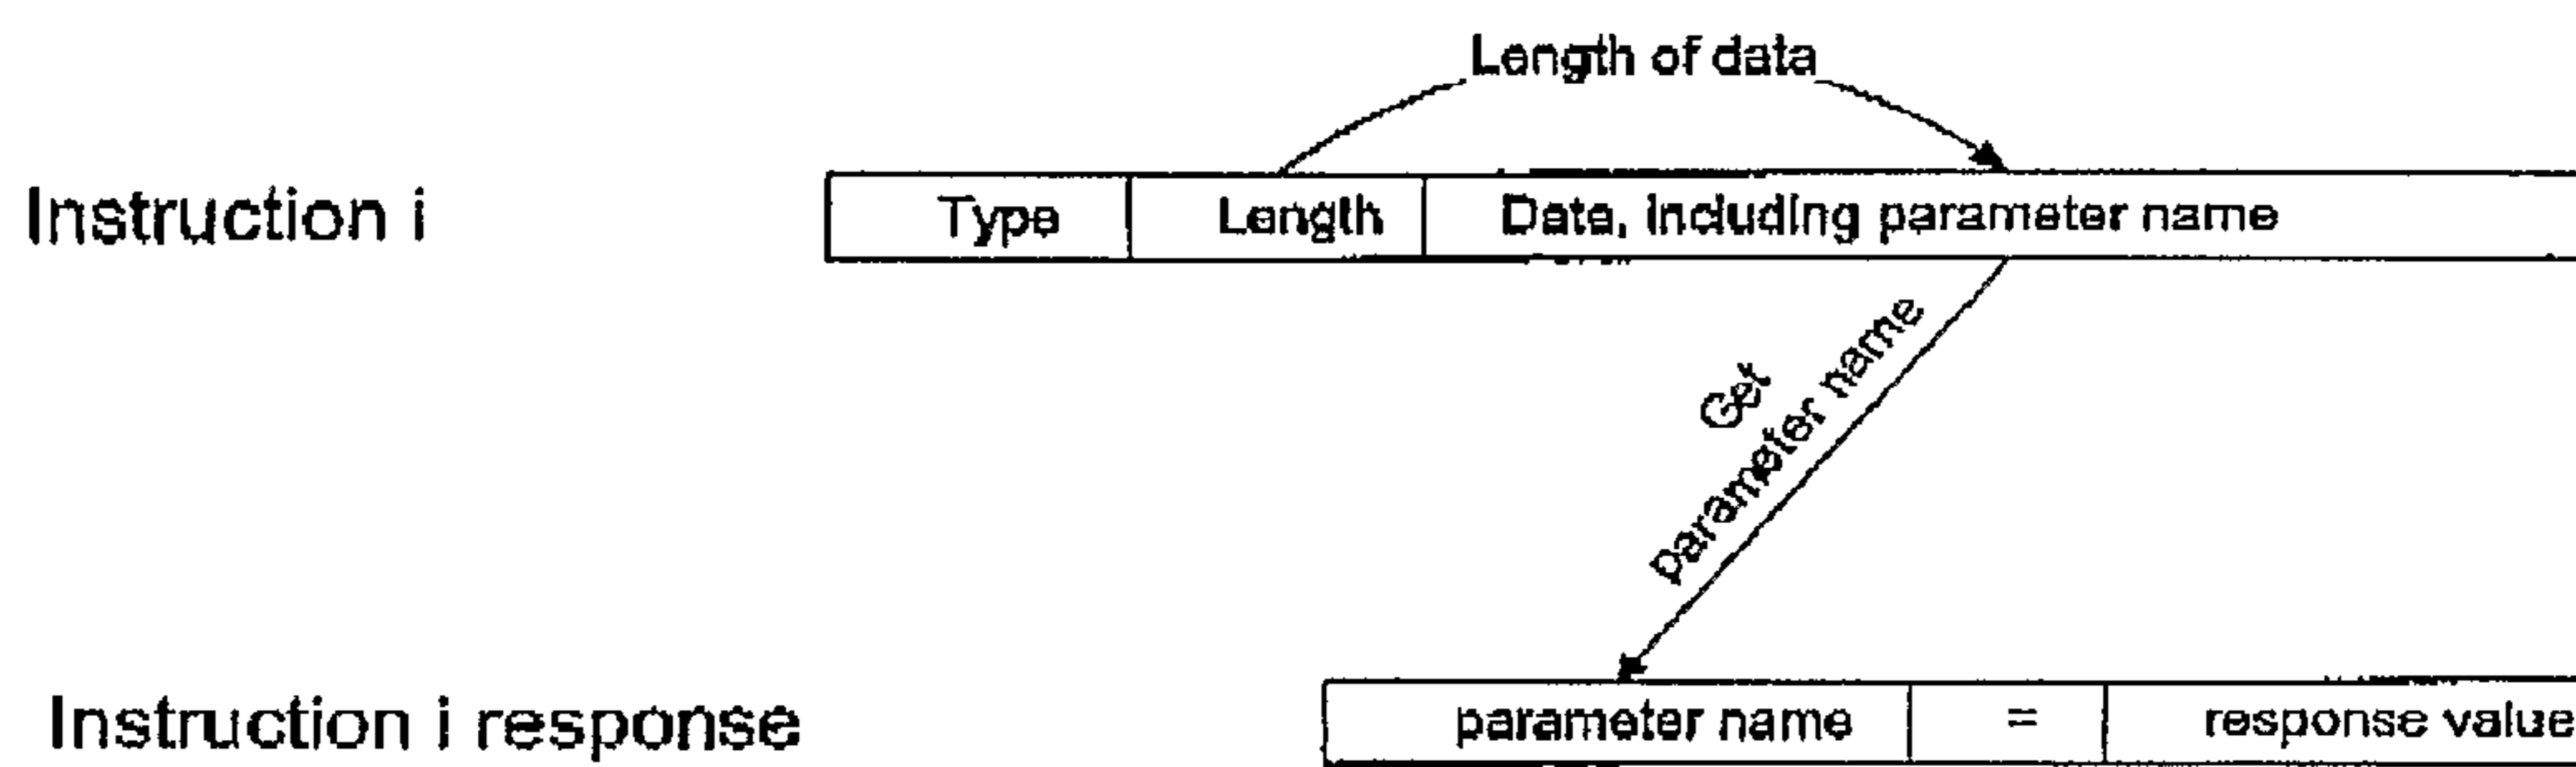 Length of data
Instruction i
Type
Length
Data, including parameter name
Get
parameter name
Instruction i response
parameter name
=
response value